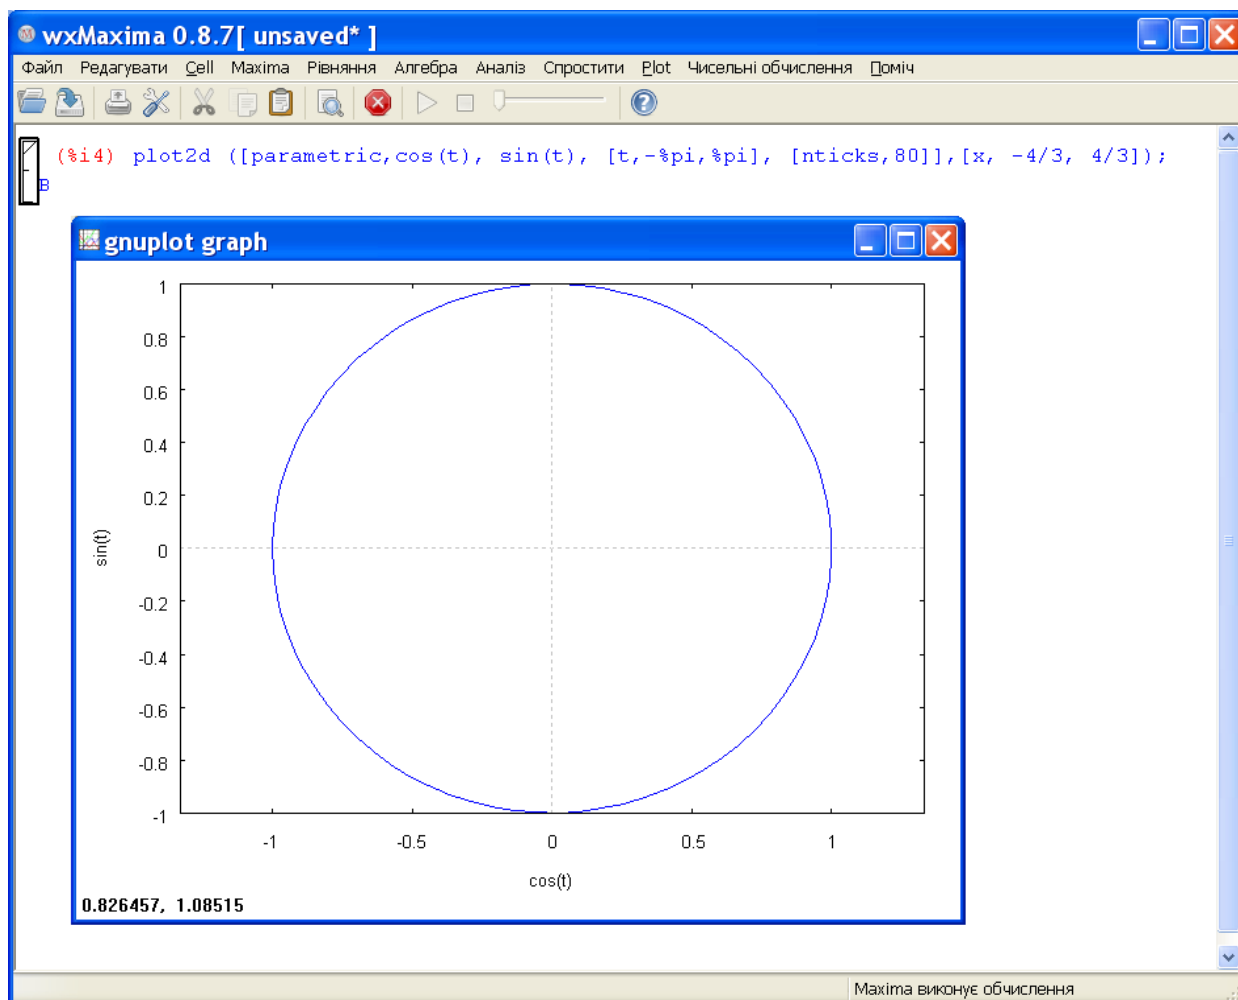 wxMaxima 0.8.7[ unsaved* ]
Файл Редагувати Cell Maxima Рівняння Алгебра Аналіз Спростити Plot Чисельні обчислення Поміч
(%i4) plot2d ([parametric,cos(t), sin(t), [t,-%pi,%pi], [nticks,80]],[x, -4/3, 4/3]);
в
gnuplot graph
1
0.8
0.6
0.4
0.2
0
-0.2
-0.4
-0.6
-0.8
-1
sin(t)
-1 -0.5 0 0.5 1
cos(t)
0.826457, 1.08515
Maxima виконує обчислення